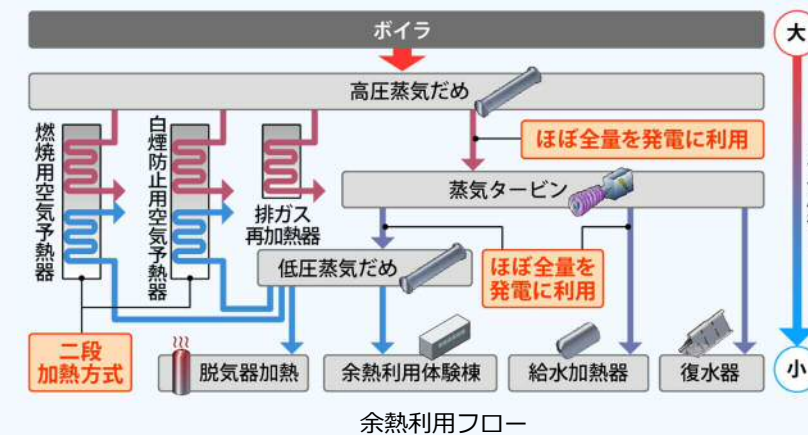 ボイラ
大
高圧蒸気だめ
燃焼用空気予熱器
白煙防止用空気予熱器
排ガス
再加熱器
ほぼ全量を発電に利用
蒸気タービン
低圧蒸気だめ
ほぼ全量を
発電に利用
二段
加熱方式
脱気器加熱
余熱利用体験棟
給水加熱器
復水器
小
余熱利用フロー